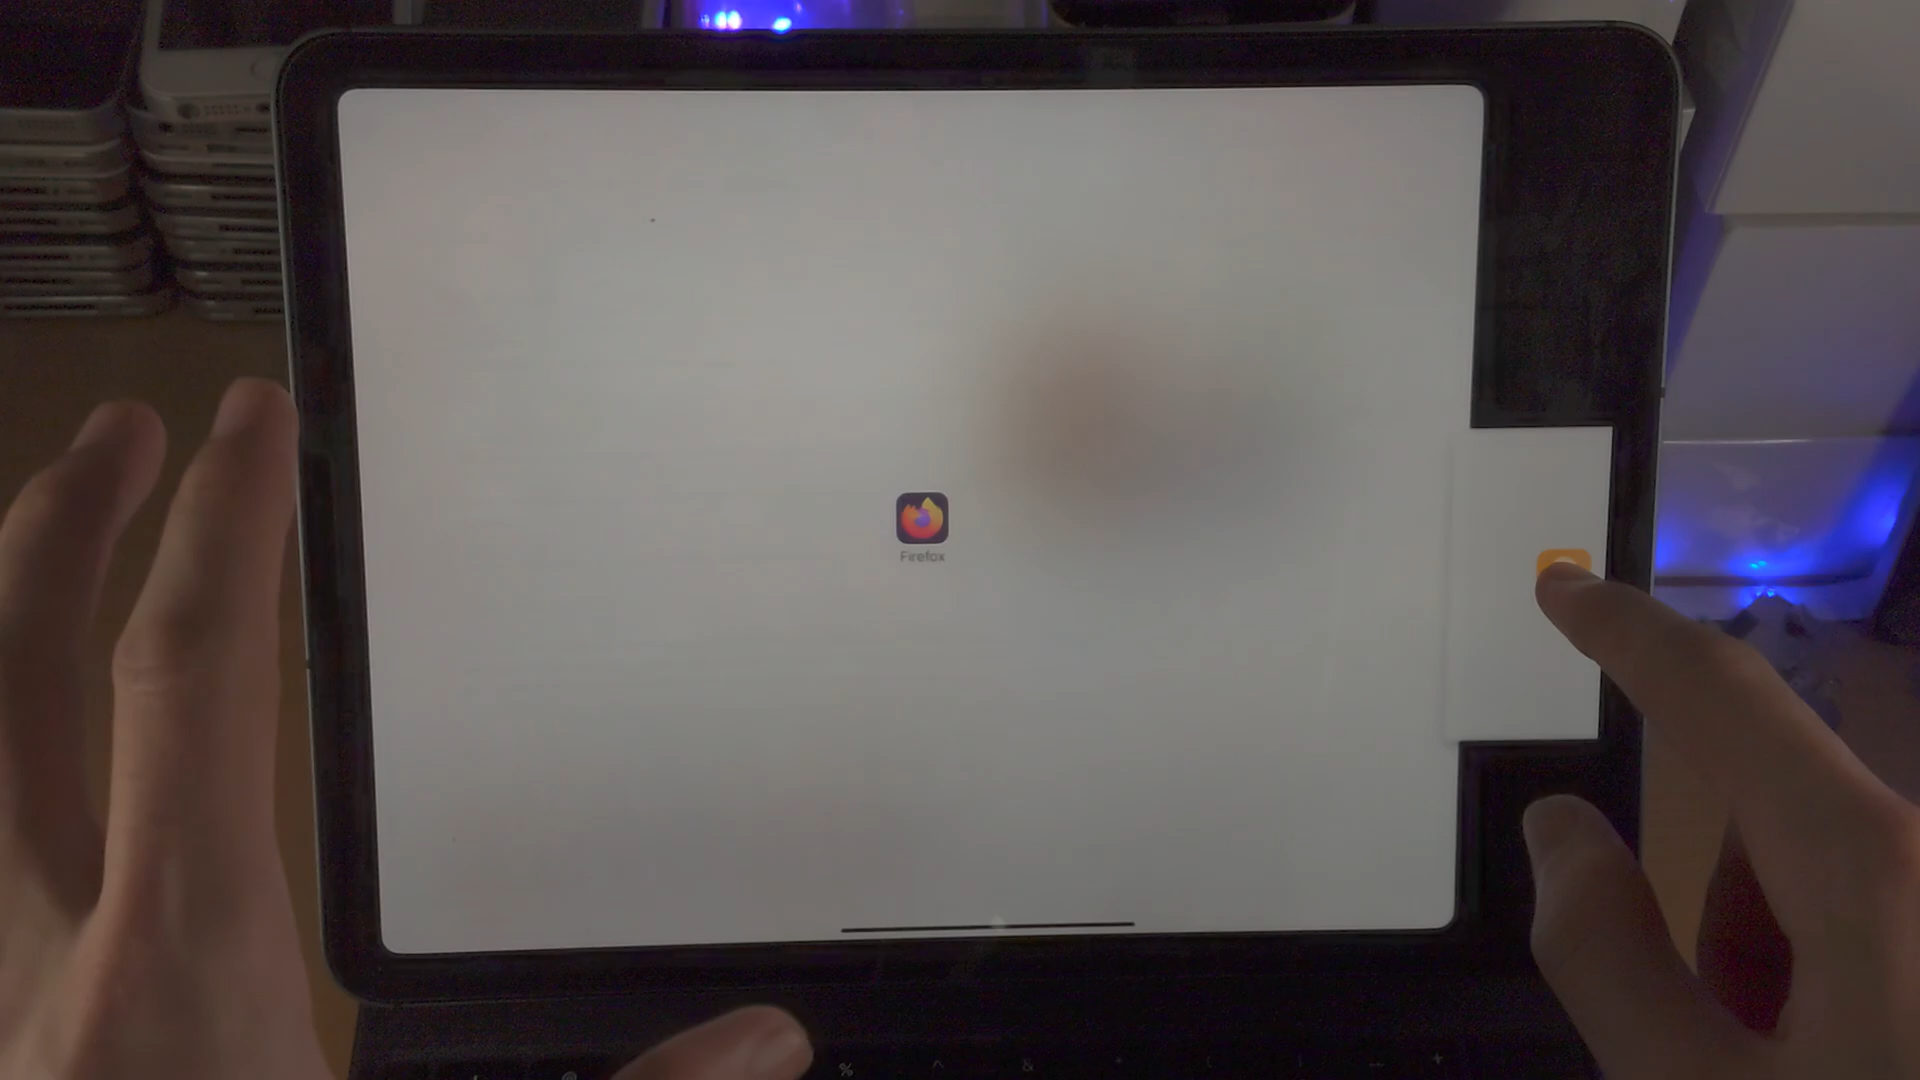 Firefox
% ^ & * ( ) — +